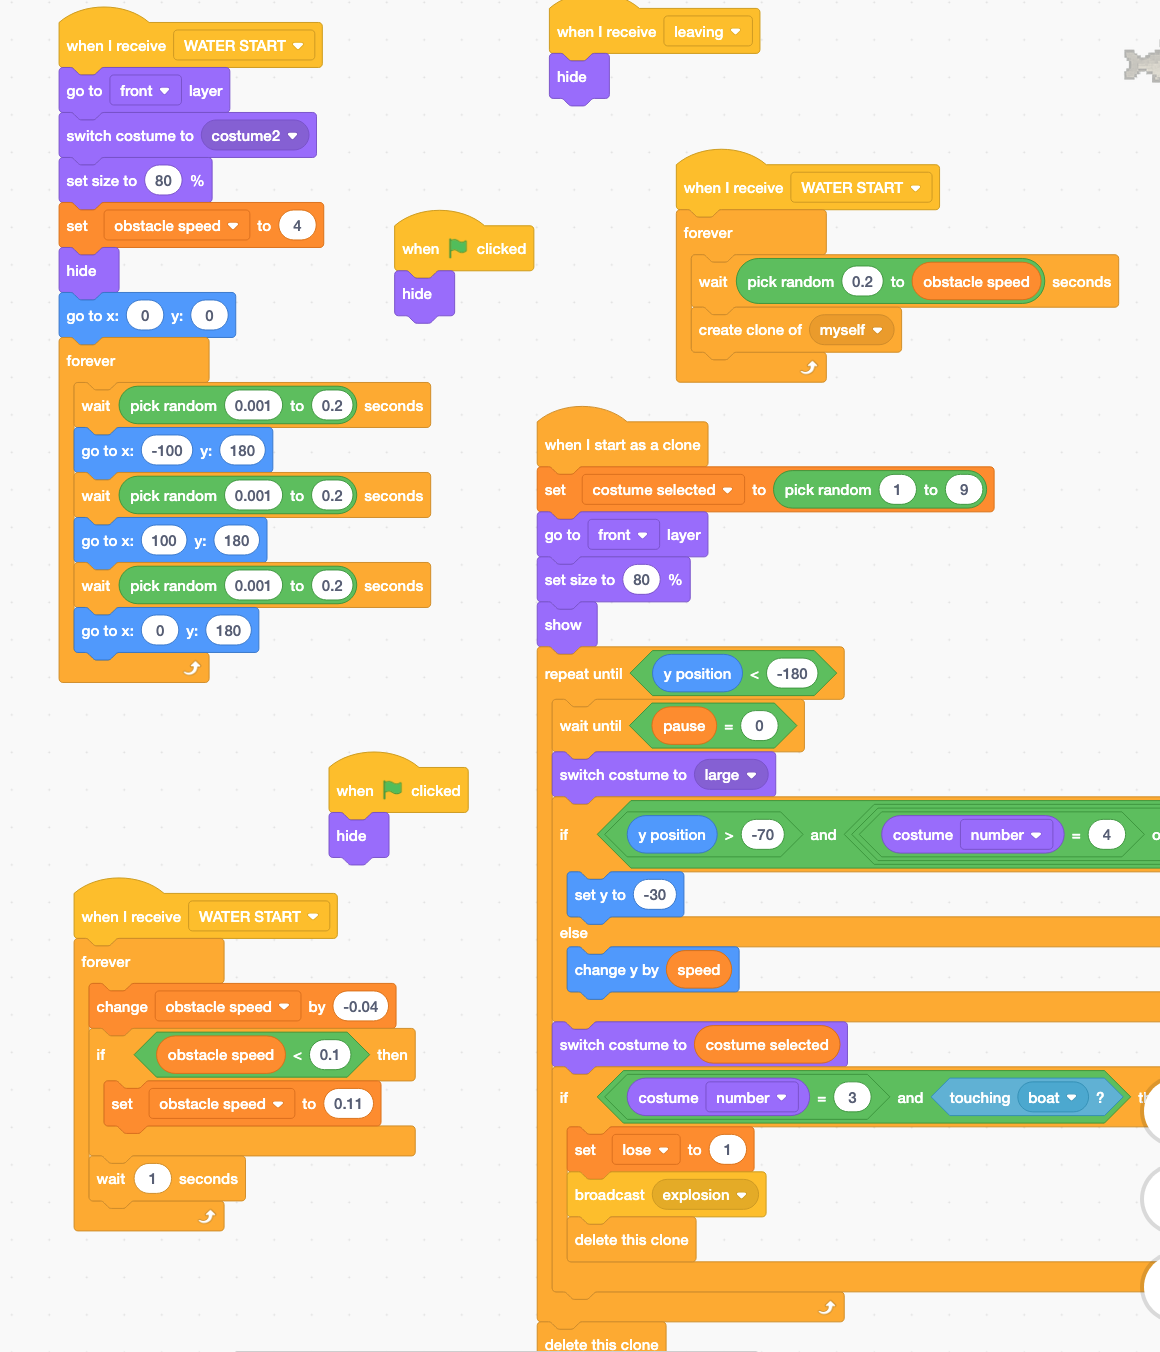 when I receive WATER START
go to front layer
switch costume to costume2
set size to 80 %
set obstacle speed to 4
hide
go to x: 0 y: 0
forever
wait pick random 0.001 to 0.2 seconds
go to x: -100 y: 180
wait pick random 0.001 to 0.2 seconds
go to x: 100 y: 180
wait pick random 0.001 to 0.2 seconds
go to x: 0 y: 180
when I receive leaving
hide
when clicked
hide
when I receive WATER START
forever
wait pick random 0.2 to obstacle speed seconds
create clone of myself
when clicked
hide
when I receive WATER START
forever
change obstacle speed by -0.04
if obstacle speed < 0.1 then
set obstacle speed to 0.11
wait 1 seconds
when I start as a clone
set costume selected to pick random 1 to 9
go to front layer
set size to 80 %
show
repeat until y position < -180
wait until pause = 0
switch costume to large
if y position > -70 and costume number = 4
set y to -30
else
change y by speed
switch costume to costume selected
if costume number = 3 and touching boat ?
set lose to 1
broadcast explosion
delete this clone
delete this clone